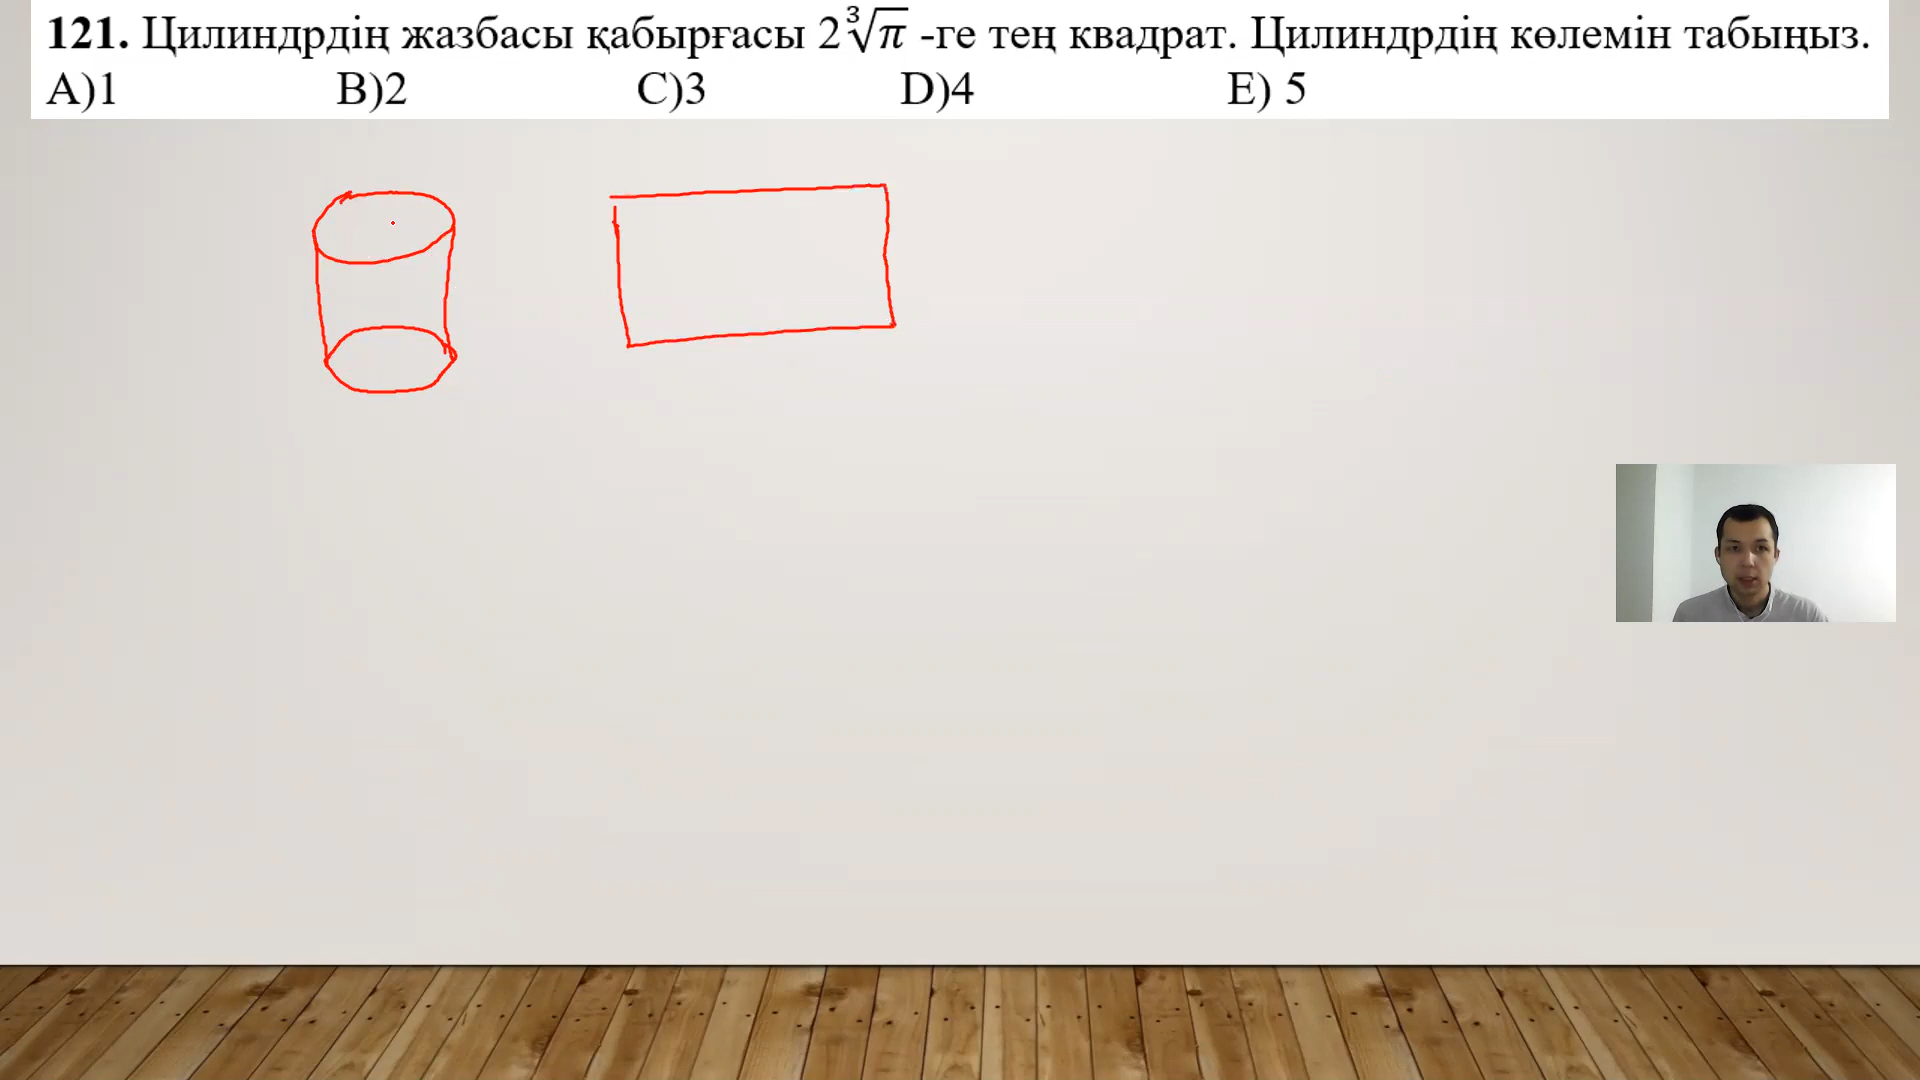 121. Цилиндрдің жазбасы қабырғасы 2∛π -ге тең квадрат. Цилиндрдің көлемін табыңыз.
A)1 B)2 C)3 D)4 E) 5